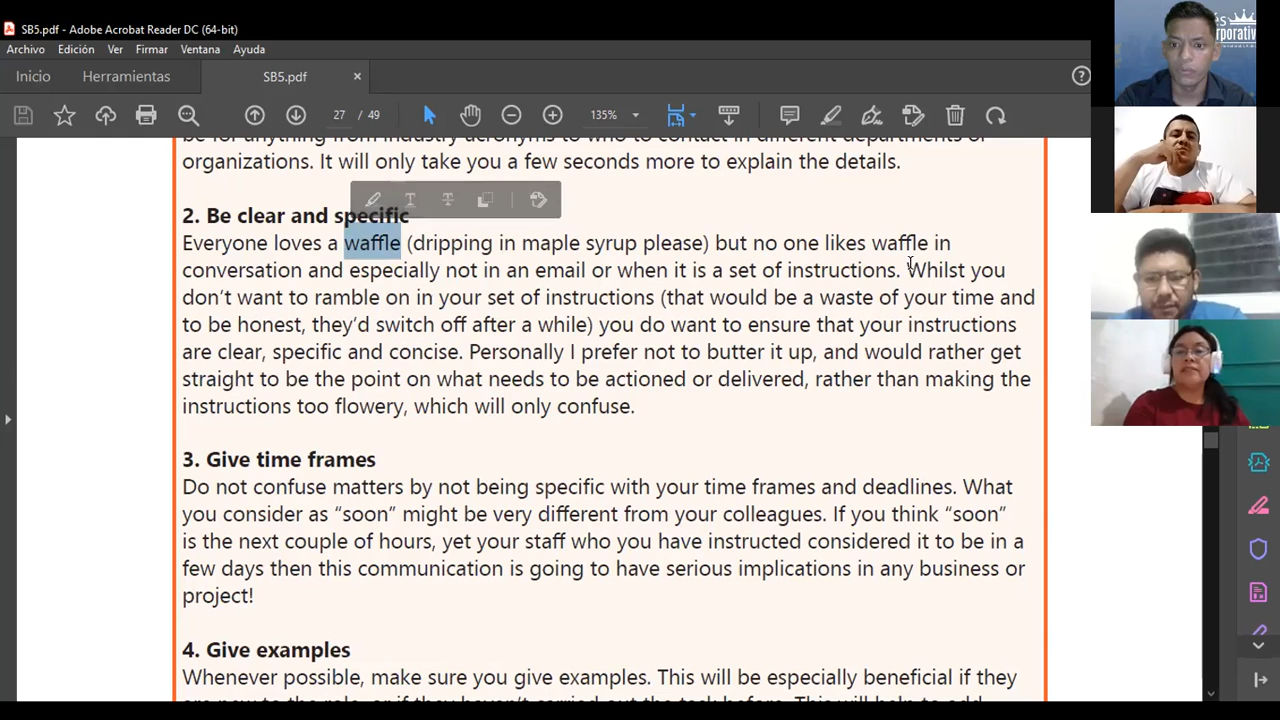 SB5.pdf - Adobe Acrobat Reader DC (64-bit)
Archivo Edición Ver Firmar Ventana Ayuda
Inicio Herramientas SB5.pdf ×
27 / 49 135%
organizations. It will only take you a few seconds more to explain the details.
2. Be clear and specific
Everyone loves a waffle (dripping in maple syrup please) but no one likes waffle in
conversation and especially not in an email or when it is a set of instructions. Whilst you
don't want to ramble on in your set of instructions (that would be a waste of your time and
to be honest, they'd switch off after a while) you do want to ensure that your instructions
are clear, specific and concise. Personally I prefer not to butter it up, and would rather get
straight to be the point on what needs to be actioned or delivered, rather than making the
instructions too flowery, which will only confuse.
3. Give time frames
Do not confuse matters by not being specific with your time frames and deadlines. What
you consider as “soon” might be very different from your colleagues. If you think “soon”
is the next couple of hours, yet your staff who you have instructed considered it to be in a
few days then this communication is going to have serious implications in any business or
project!
4. Give examples
Whenever possible, make sure you give examples. This will be especially beneficial if they